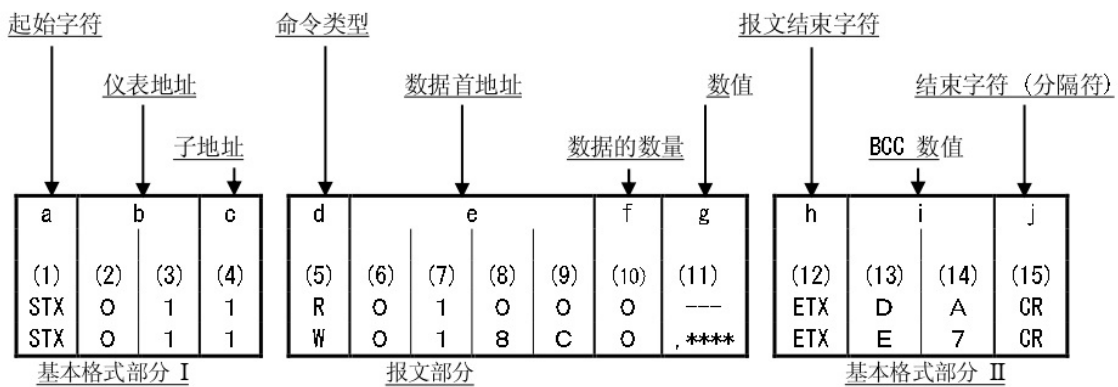 起始字符 命令类型 报文结束字符
仪表地址 数据首地址 数值 结束字符 (分隔符)
子地址 数据的数量 BCC 数值
a b c d e f g h i j
(1) (2) (3) (4) (5) (6) (7) (8) (9) (10) (11) (12) (13) (14) (15)
STX 0 1 1 R 0 1 0 0 0 --- ETX D A CR
STX 0 1 1 W 0 1 8 C 0 ,**** ETX E 7 CR
基本格式部分 I 报文部分 基本格式部分 II